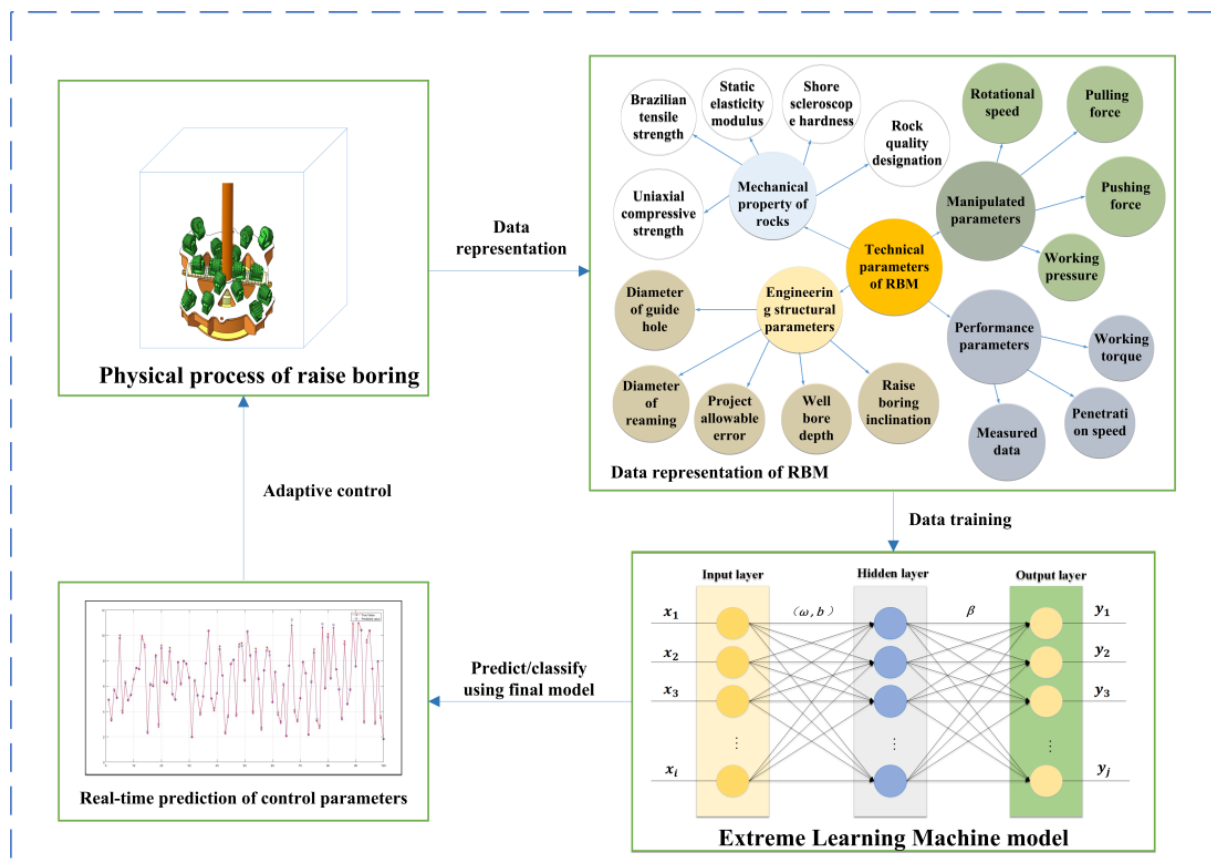 Physical process of raise boring
Data
representation
Brazilian
tensile
strength
Static
elasticity
modulus
Shore
scleroscop
e hardness
Rock
quality
designation
Uniaxial
compressive
strength
Mechanical
property of
rocks
Rotational
speed
Pulling
force
Manipulated
parameters
Pushing
force
Working
pressure
Technical
parameters
of RBM
Diameter
of guide
hole
Engineerin
g structural
parameters
Performance
parameters
Working
torque
Diameter
of
reaming
Project
allowable
error
Well
bore
depth
Raise
boring
inclination
Measured
data
Penetrati
on speed
Data representation of RBM
Data training
Adaptive control
Input layer
Hidden layer
Output layer
(ω, b)
β
x1
x2
x3
⋮
xi
⋮
⋮
y1
y2
y3
⋮
yj
Extreme Learning Machine model
Predict/classify
using final model
Real-time prediction of control parameters